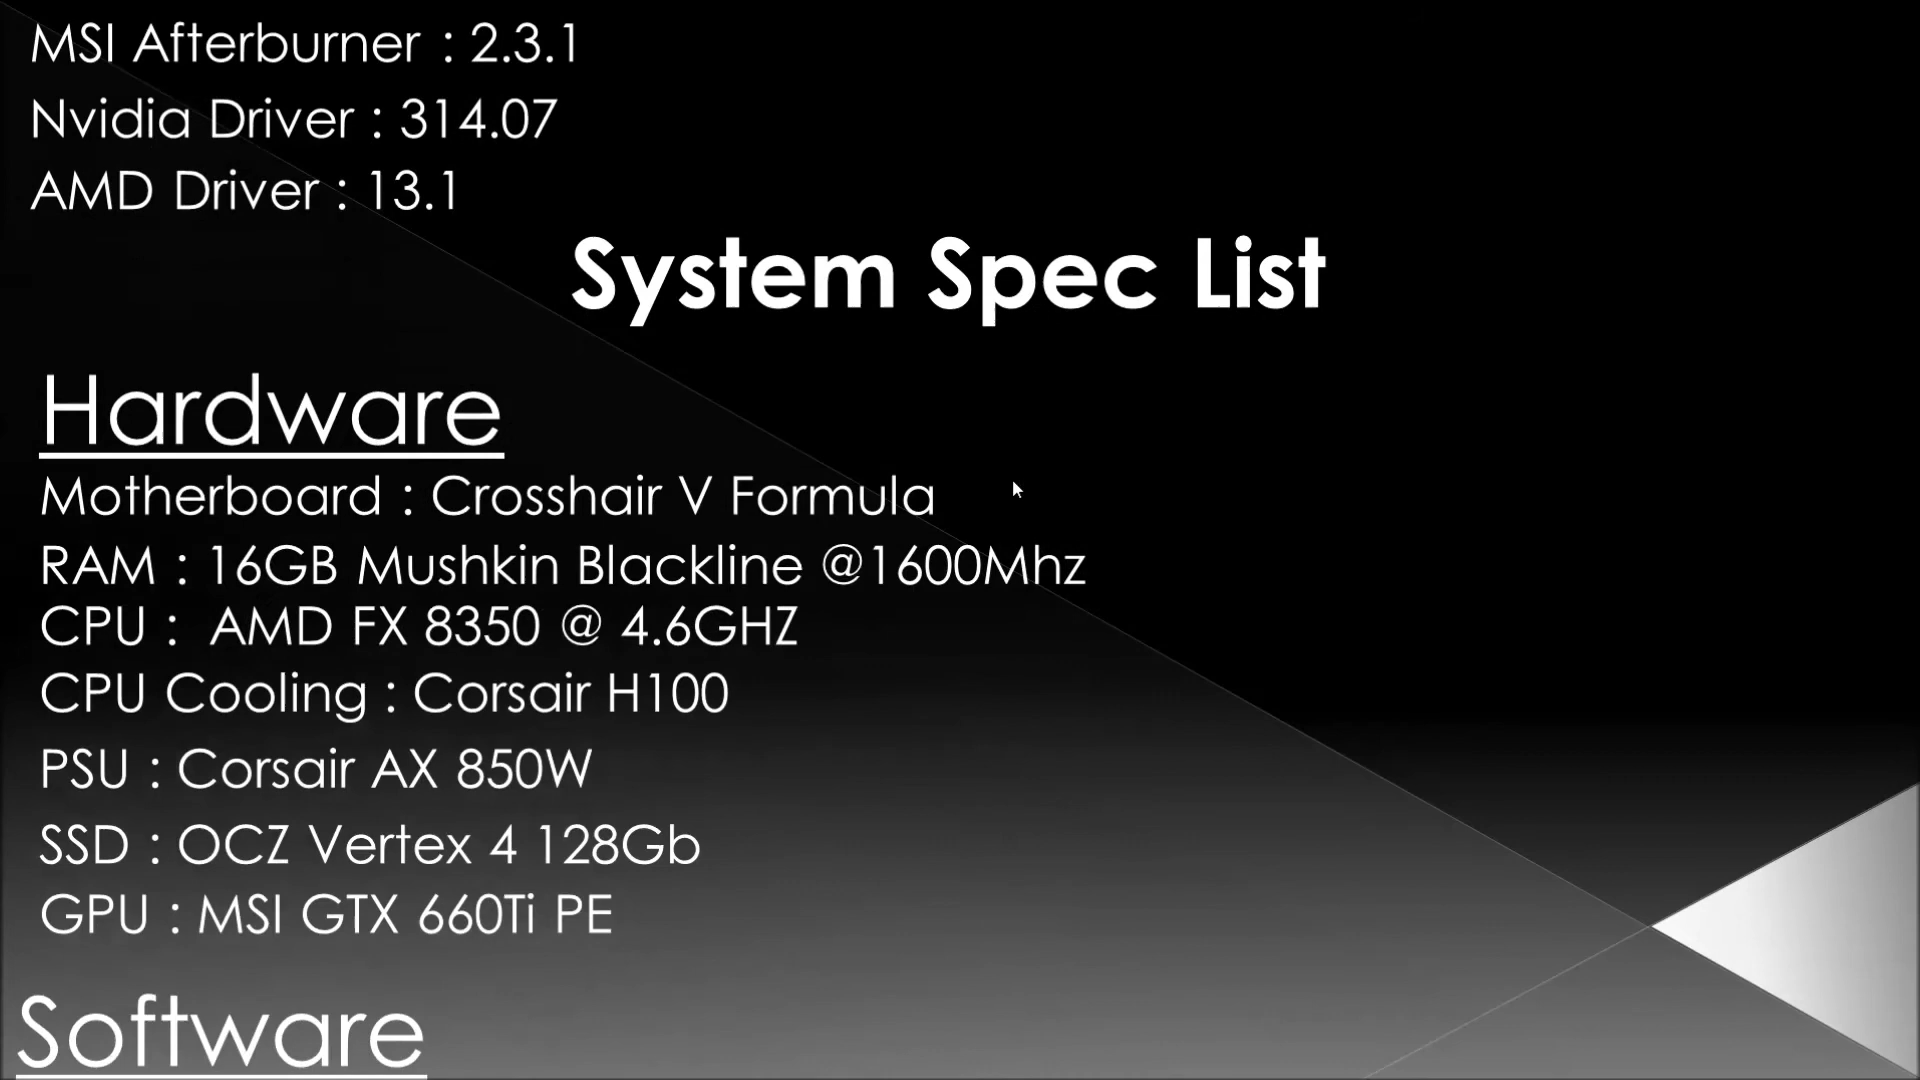 MSI Afterburner : 2.3.1
Nvidia Driver : 314.07
AMD Driver : 13.1
System Spec List
Hardware
Motherboard : Crosshair V Formula
RAM : 16GB Mushkin Blackline @1600Mhz
CPU : AMD FX 8350 @ 4.6GHZ
CPU Cooling : Corsair H100
PSU : Corsair AX 850W
SSD : OCZ Vertex 4 128Gb
GPU : MSI GTX 660Ti PE
Software